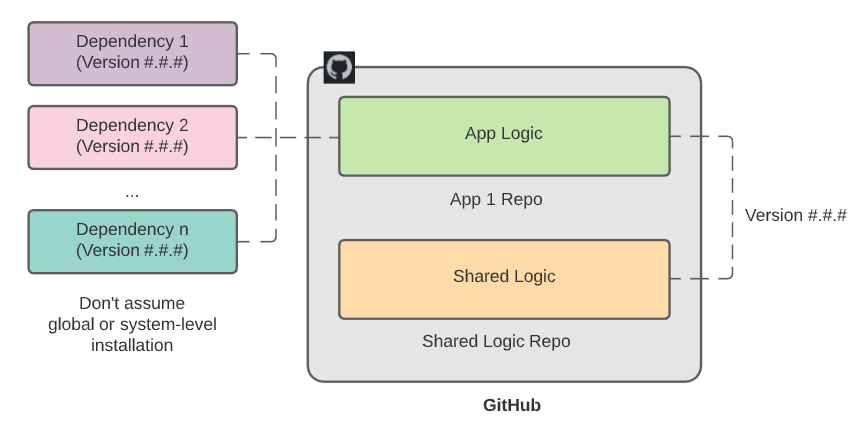 Dependency 1
(Version #.#.#)
Dependency 2
(Version #.#.#)
...
Dependency n
(Version #.#.#)
Don't assume
global or system-level
installation
App Logic
App 1 Repo
Shared Logic
Shared Logic Repo
GitHub
Version #.#.#